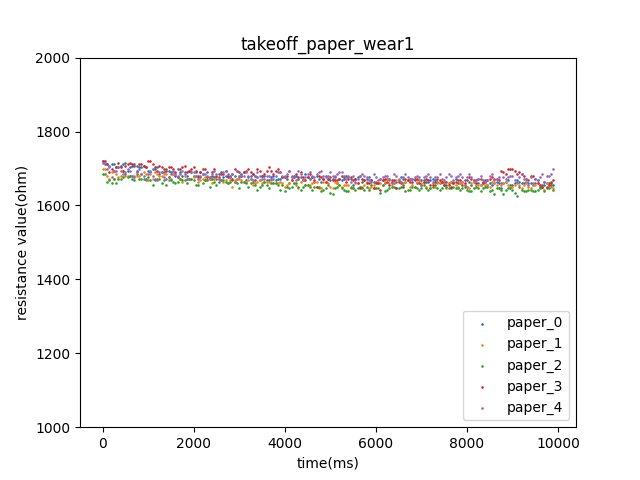 takeoff_paper_wear1
resistance value(ohm)
2000
1800
1600
1400
1200
1000
0 2000 4000 6000 8000 10000
time(ms)
paper_0
paper_1
paper_2
paper_3
paper_4